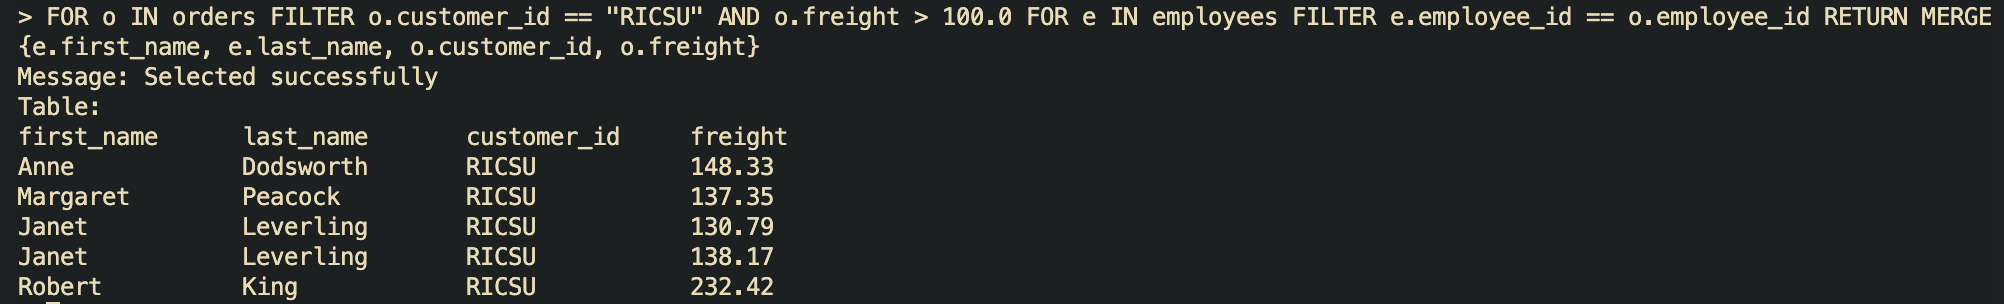 > FOR o IN orders FILTER o.customer_id == "RICSU" AND o.freight > 100.0 FOR e IN employees FILTER e.employee_id == o.employee_id RETURN MERGE
{e.first_name, e.last_name, o.customer_id, o.freight}
Message: Selected successfully
Table:
first_name last_name customer_id freight
Anne Dodsworth RICSU 148.33
Margaret Peacock RICSU 137.35
Janet Leverling RICSU 130.79
Janet Leverling RICSU 138.17
Robert King RICSU 232.42